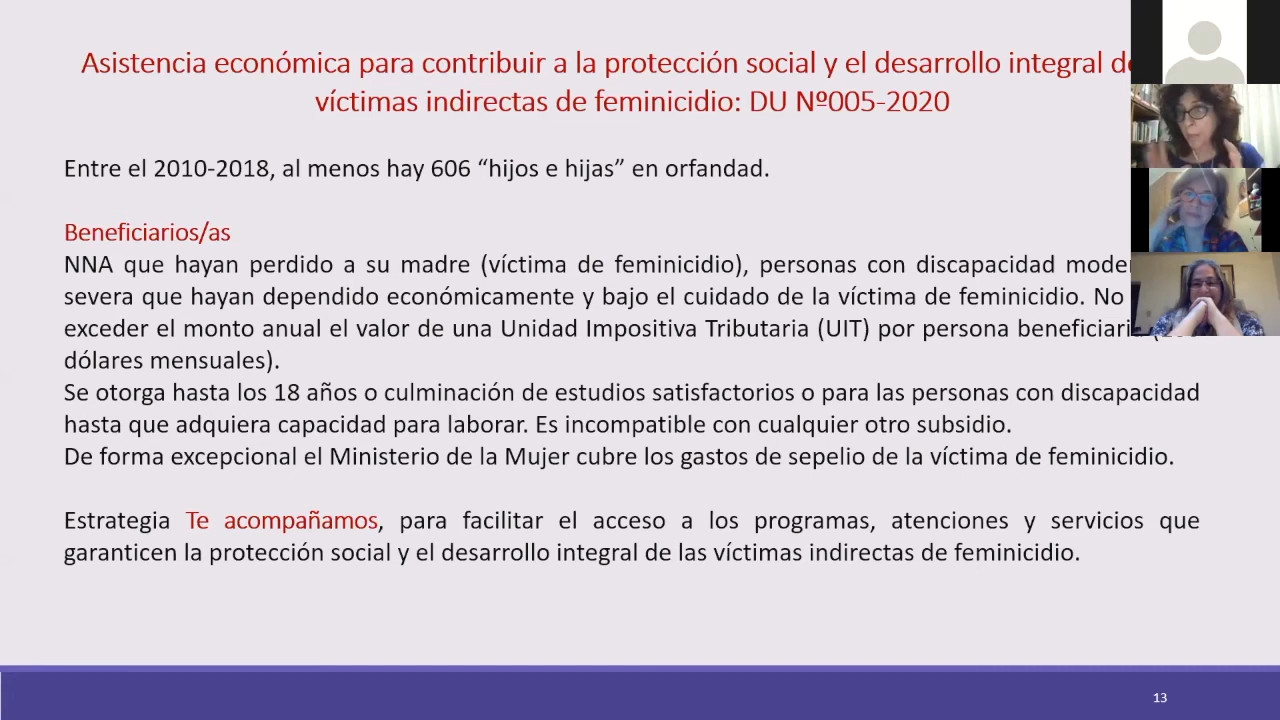 Asistencia económica para contribuir a la protección social y el desarrollo integral
víctimas indirectas de feminicidio: DU Nº005-2020
Entre el 2010-2018, al menos hay 606 “hijos e hijas” en orfandad.
Beneficiarios/as
NNA que hayan perdido a su madre (víctima de feminicidio), personas con discapacidad
severa que hayan dependido económicamente y bajo el cuidado de la víctima de feminicidio. No
exceder el monto anual el valor de una Unidad Impositiva Tributaria (UIT) por persona
dólares mensuales).
Se otorga hasta los 18 años o culminación de estudios satisfactorios o para las personas con discapacidad
hasta que adquiera capacidad para laborar. Es incompatible con cualquier otro subsidio.
De forma excepcional el Ministerio de la Mujer cubre los gastos de sepelio de la víctima de feminicidio.
Estrategia Te acompañamos, para facilitar el acceso a los programas, atenciones y servicios que
garanticen la protección social y el desarrollo integral de las víctimas indirectas de feminicidio.
13